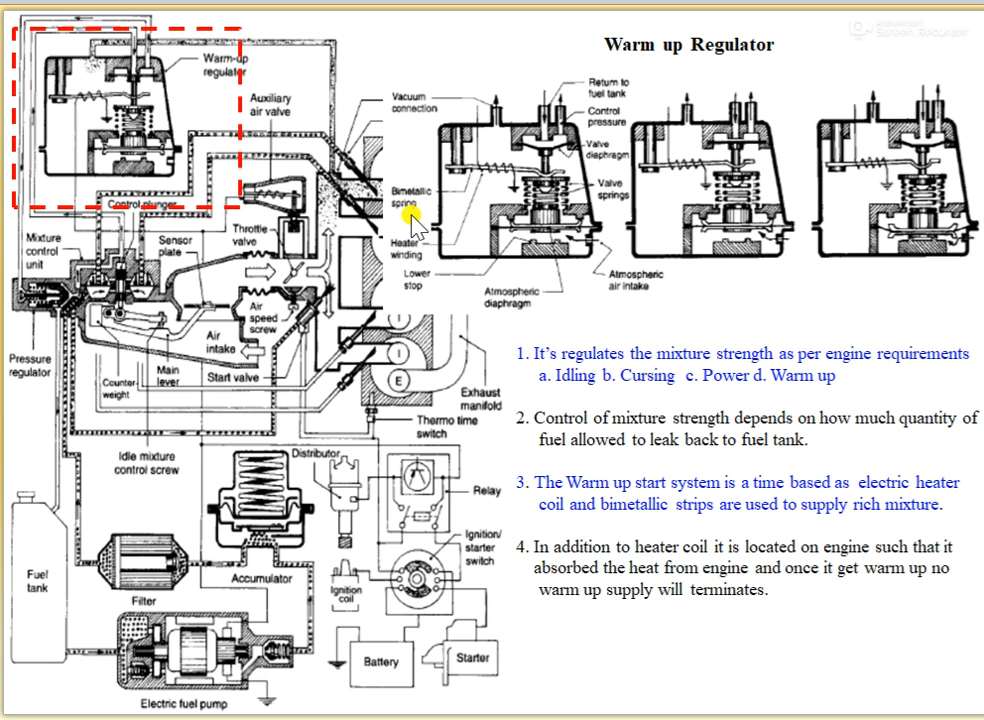 Screen Recorder
Warm up Regulator
Warm-up
regulator
Auxiliary
air valve
Vacuum
connection
Return to
fuel tank
Control
pressure
Valve
diaphragm
Bimetallic
spring
Valve
springs
Heater
winding
Lower
stop
Atmospheric
diaphragm
Atmospheric
air intake
Control plunger
Mixture
control
unit
Sensor
plate
Throttle
valve
Air
speed
screw
Air
intake
Pressure
regulator
Counter-
weight
Main
lever
Start valve
I
I
E
Exhaust
manifold
Thermo time
switch
Idle mixture
control screw
Distributor
Relay
Ignition/
starter
switch
Fuel
tank
Accumulator
Ignition
coil
Filter
Battery
Starter
Electric fuel pump
1. It’s regulates the mixture strength as per engine requirements
a. Idling b. Cursing c. Power d. Warm up
2. Control of mixture strength depends on how much quantity of
fuel allowed to leak back to fuel tank.
3. The Warm up start system is a time based as electric heater
coil and bimetallic strips are used to supply rich mixture.
4. In addition to heater coil it is located on engine such that it
absorbed the heat from engine and once it get warm up no
warm up supply will terminates.